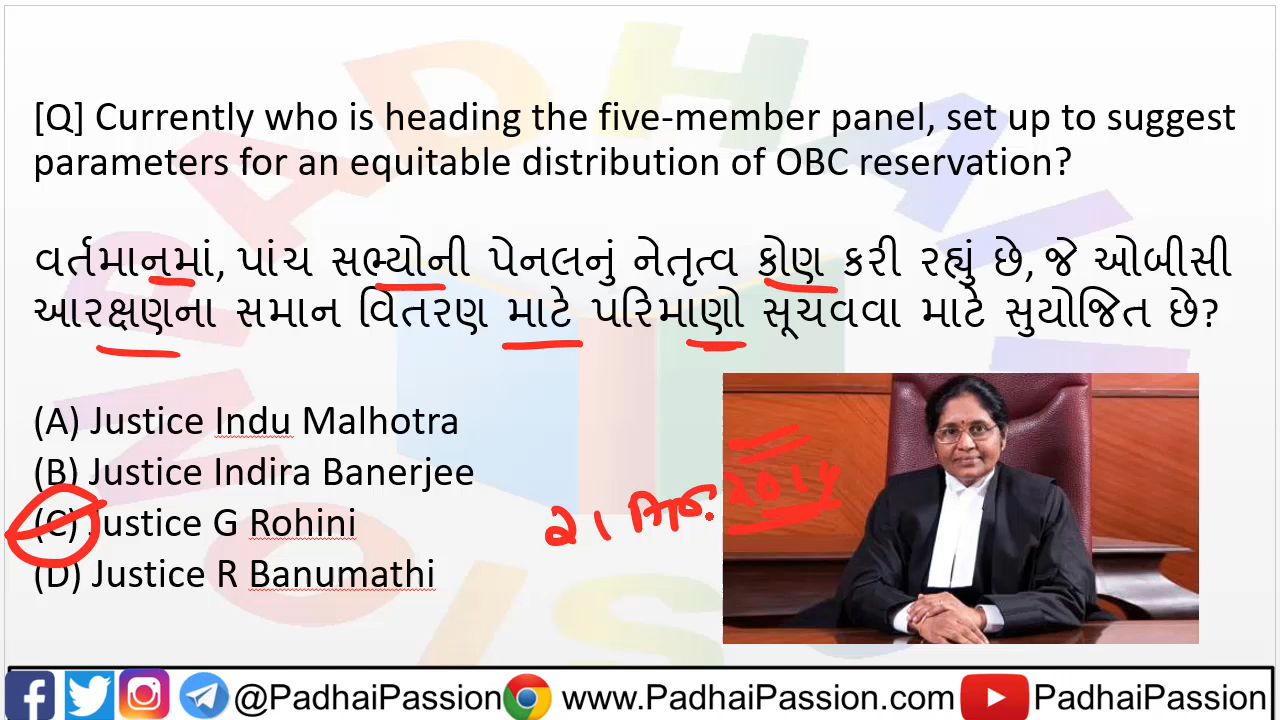 [Q] Currently who is heading the five-member panel, set up to suggest
parameters for an equitable distribution of OBC reservation?
વર્તમાનમાં, પાંચ સભ્યોની પેનલનું નેતૃત્વ કોણ કરી રહ્યું છે, જે ઓબીસી
આરક્ષણના સમાન વિતરણ માટે પરિમાણો સૂચવવા માટે સુયોજિત છે?
(A) Justice Indu Malhotra
(B) Justice Indira Banerjee
(C) Justice G Rohini
(D) Justice R Banumathi
21
@PadhaiPassion www.PadhaiPassion.com PadhaiPassion